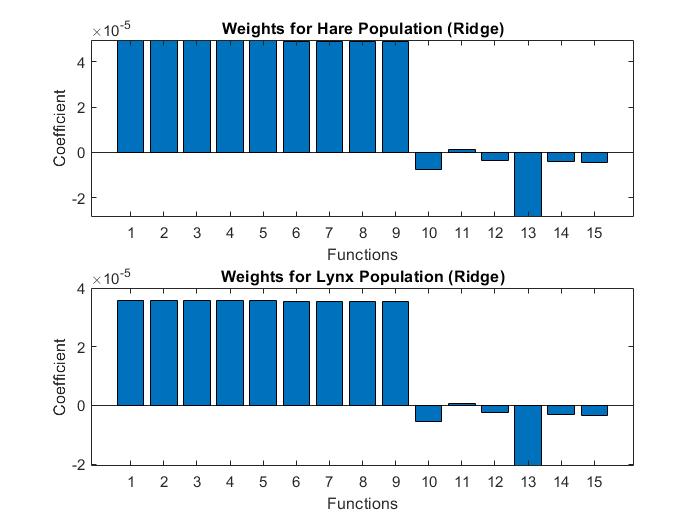 ×10-5
Weights for Hare Population (Ridge)
4
2
0
-2
Coefficient
1 2 3 4 5 6 7 8 9 10 11 12 13 14 15
Functions
×10-5
Weights for Lynx Population (Ridge)
4
2
0
-2
Coefficient
1 2 3 4 5 6 7 8 9 10 11 12 13 14 15
Functions